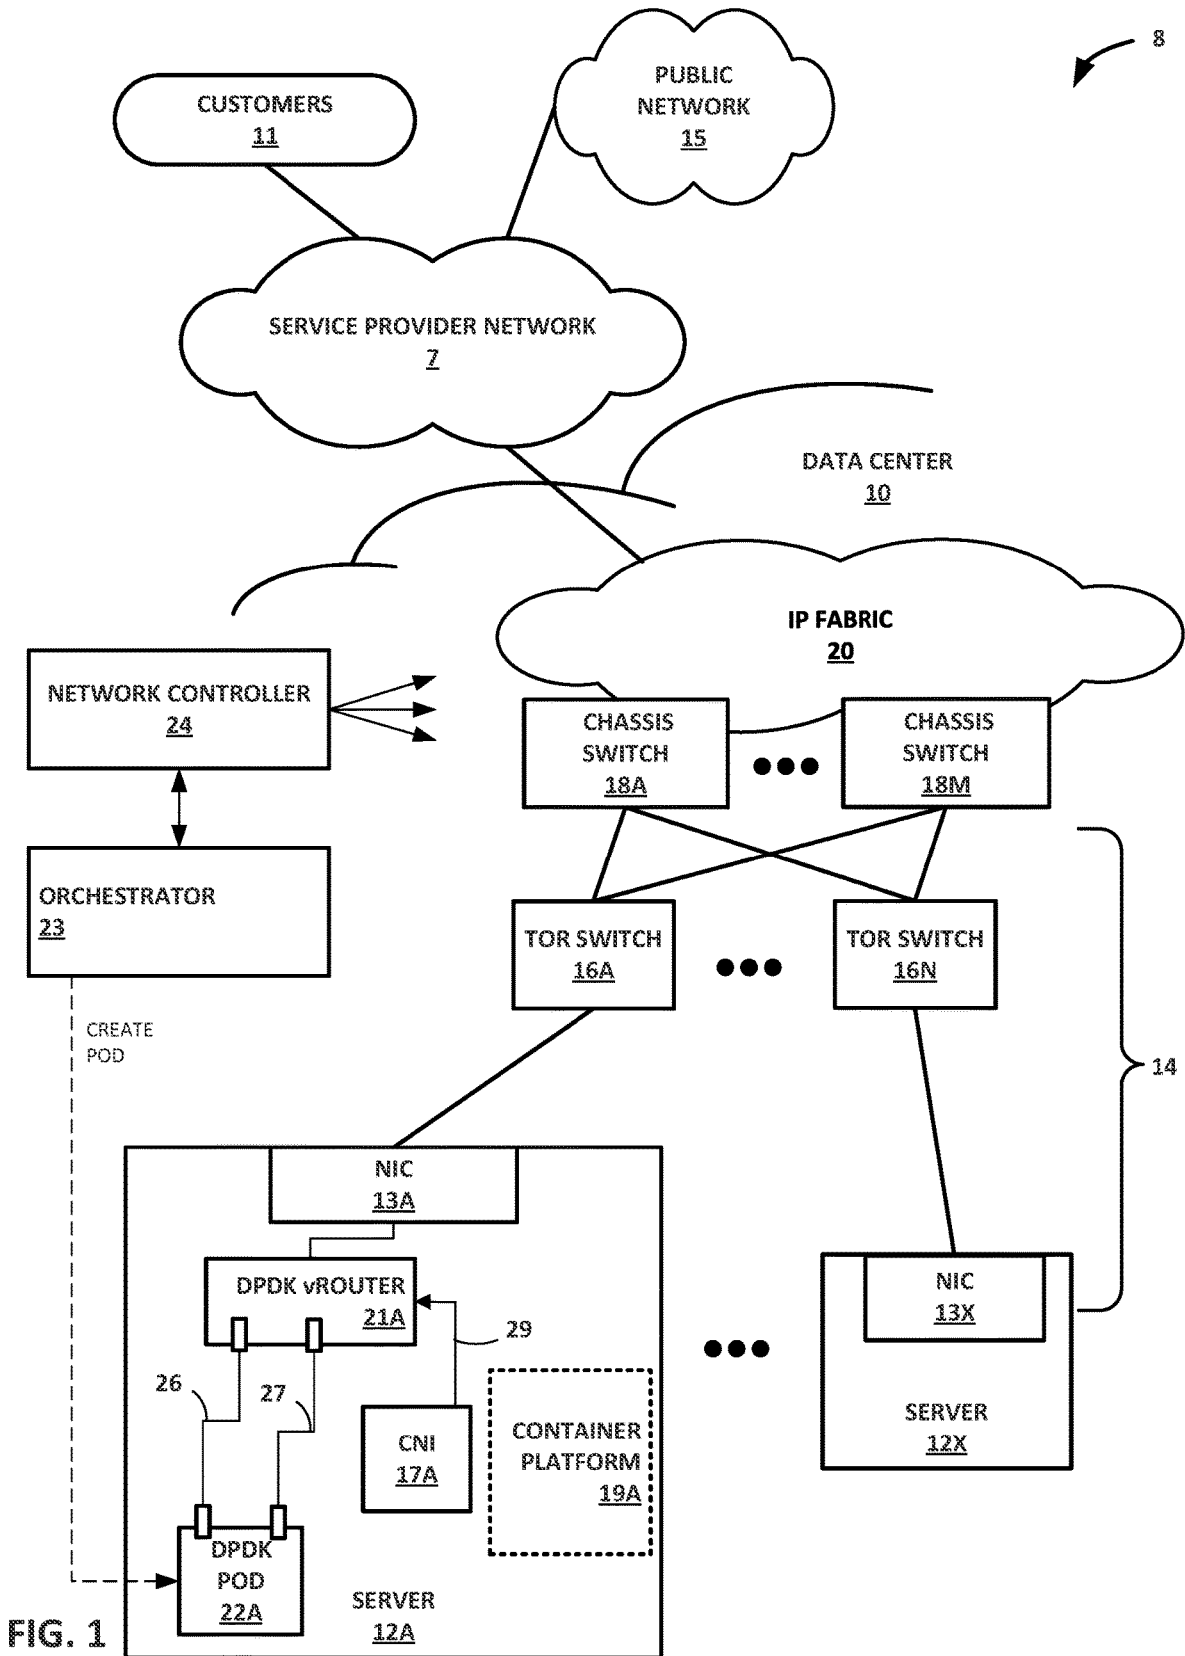 8
PUBLIC
NETWORK
15
CUSTOMERS
11
SERVICE PROVIDER NETWORK
7
DATA CENTER
10
IP FABRIC
20
NETWORK CONTROLLER
24
CHASSIS
SWITCH
18A
CHASSIS
SWITCH
18M
ORCHESTRATOR
23
TOR SWITCH
16A
TOR SWITCH
16N
CREATE
POD
14
NIC
13A
DPDK vROUTER
21A
NIC
13X
29
26
27
CNI
17A
CONTAINER
PLATFORM
19A
SERVER
12X
DPDK
POD
22A
SERVER
12A
FIG. 1